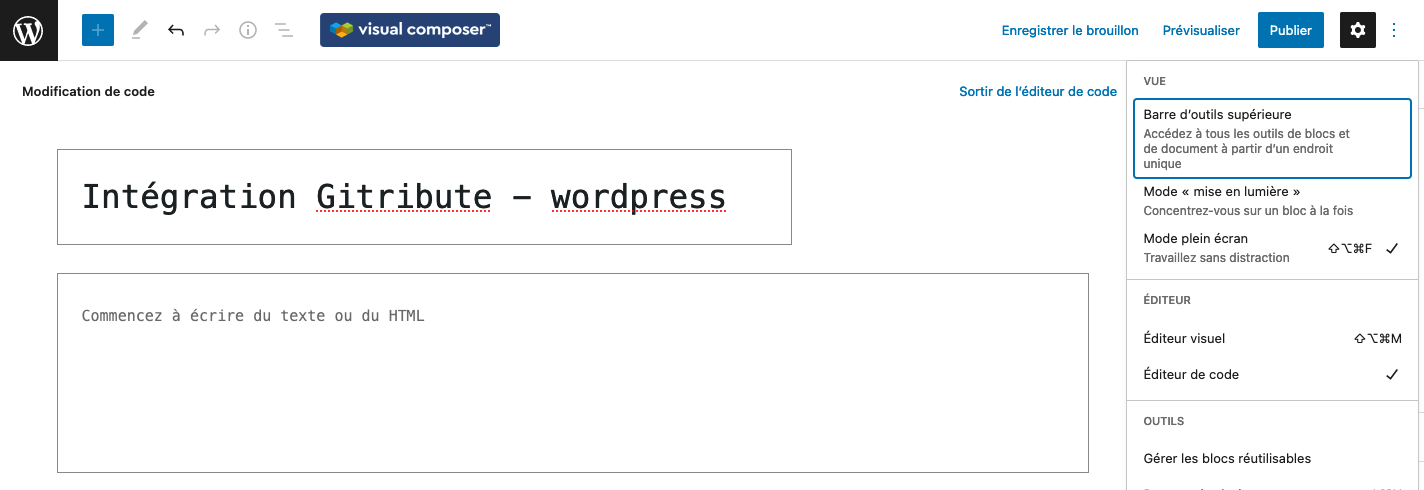 visual composer™
Enregistrer le brouillon
Prévisualiser
Publier
Modification de code
Sortir de l’éditeur de code
Intégration Gitribute – wordpress
Commencez à écrire du texte ou du HTML
VUE
Barre d’outils supérieure
Accédez à tous les outils de blocs et
de document à partir d’un endroit
unique
Mode « mise en lumière »
Concentrez-vous sur un bloc à la fois
Mode plein écran
⇧⌥⌘F
Travaillez sans distraction
ÉDITEUR
Éditeur visuel
⇧⌥⌘M
Éditeur de code
OUTILS
Gérer les blocs réutilisables